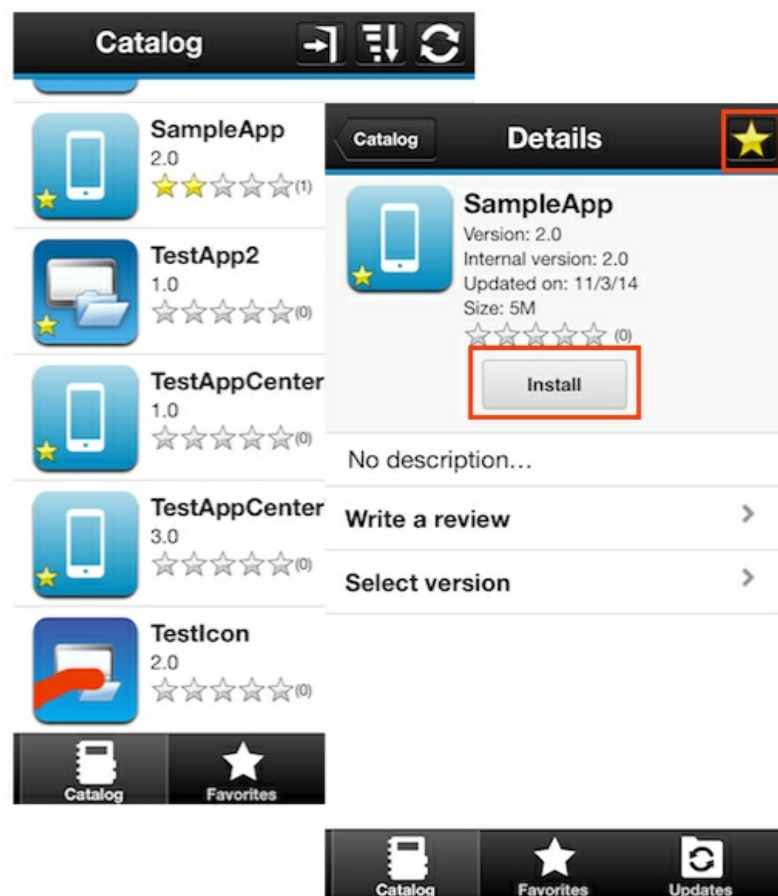 Catalog
SampleApp
2.0
(1)
TestApp2
1.0
(0)
TestAppCenter
1.0
(0)
TestAppCenter
3.0
(0)
TestIcon
2.0
(0)
Catalog
Favorites
Catalog
Details
SampleApp
Version: 2.0
Internal version: 2.0
Updated on: 11/3/14
Size: 5M
(0)
Install
No description...
Write a review
Select version
Catalog
Favorites
Updates